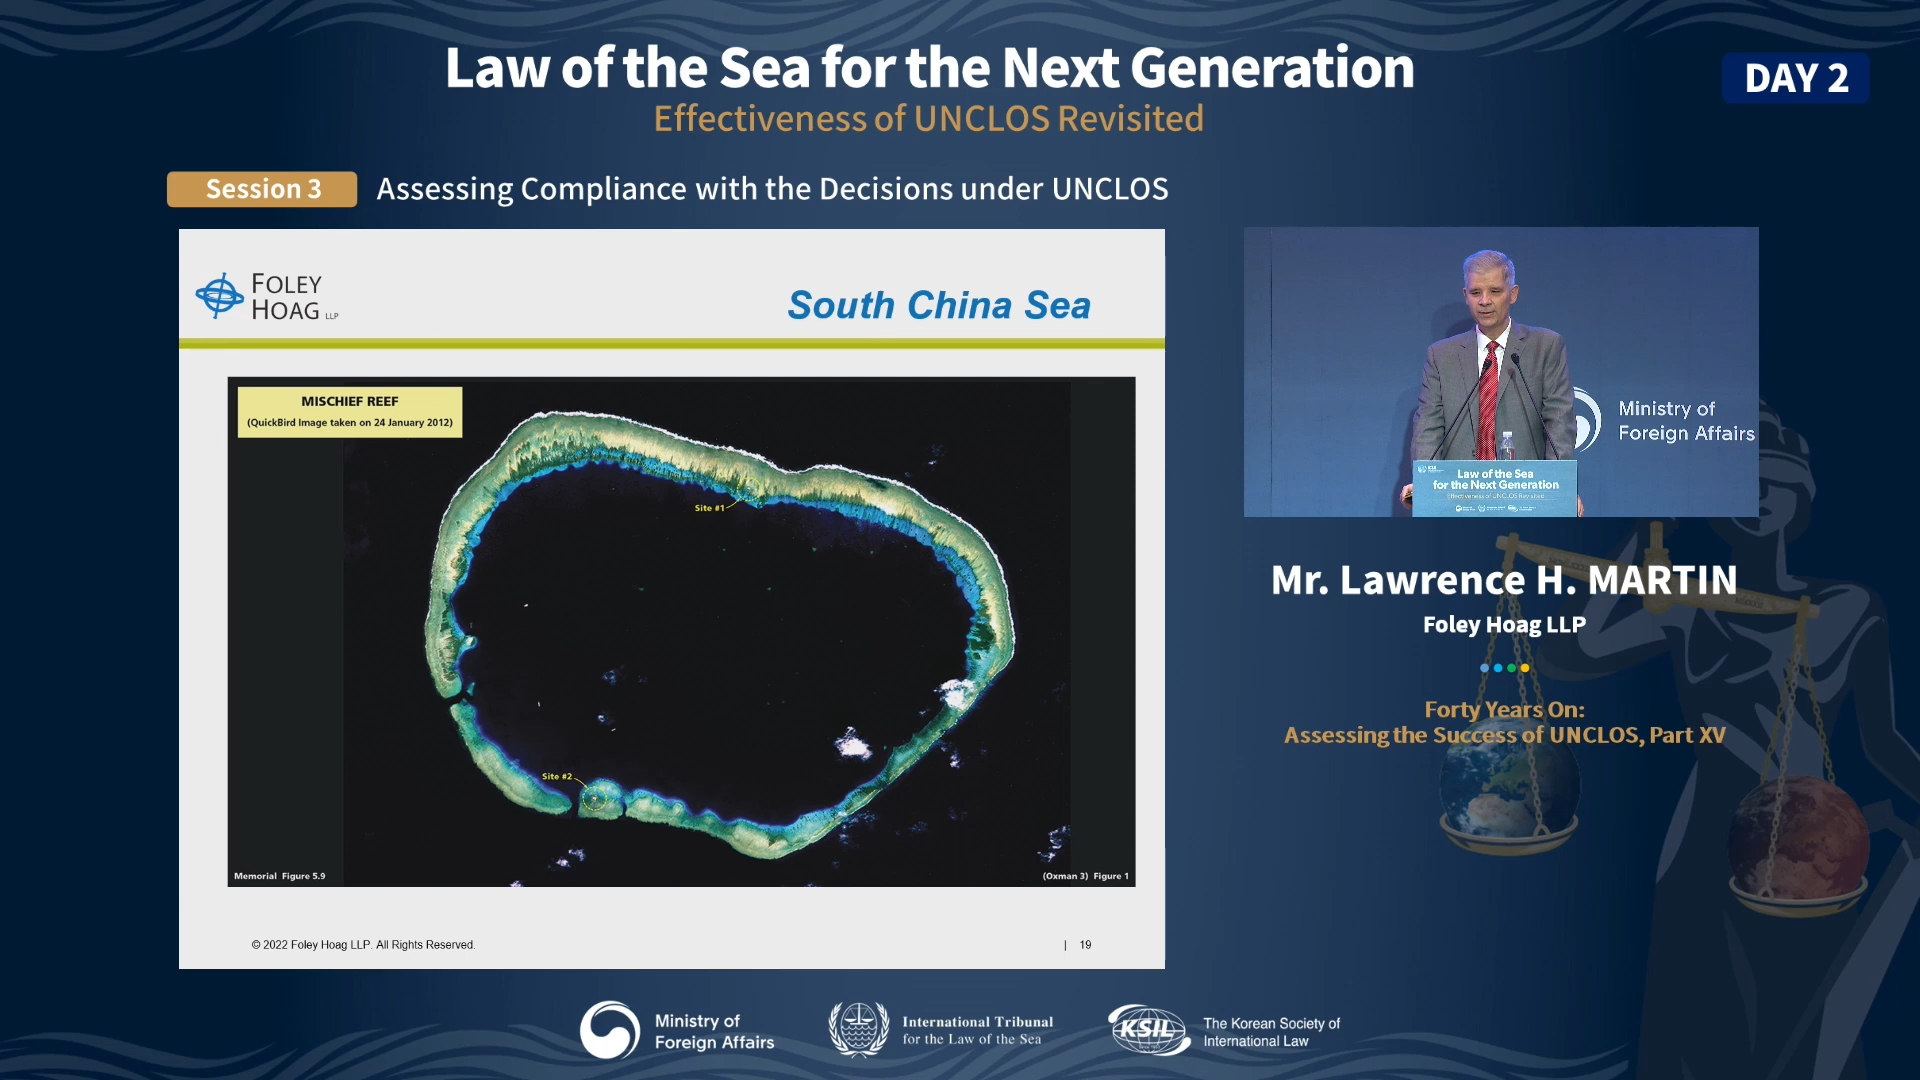 Law of the Sea for the Next Generation
Effectiveness of UNCLOS Revisited
DAY 2
Session 3
Assessing Compliance with the Decisions under UNCLOS
FOLEY
HOAG LLP
South China Sea
MISCHIEF REEF
(QuickBird Image taken on 24 January 2012)
Site #1
Site #2
Memorial Figure 5.9
(Oxman 3) Figure 1
© 2022 Foley Hoag LLP. All Rights Reserved.
| 19
Ministry of
Foreign Affairs
Law of the Sea
for the Next Generation
Effectiveness of UNCLOS Revisited
Mr. Lawrence H. MARTIN
Foley Hoag LLP
Forty Years On:
Assessing the Success of UNCLOS, Part XV
Ministry of
Foreign Affairs
International Tribunal
for the Law of the Sea
KSIL
The Korean Society of
International Law